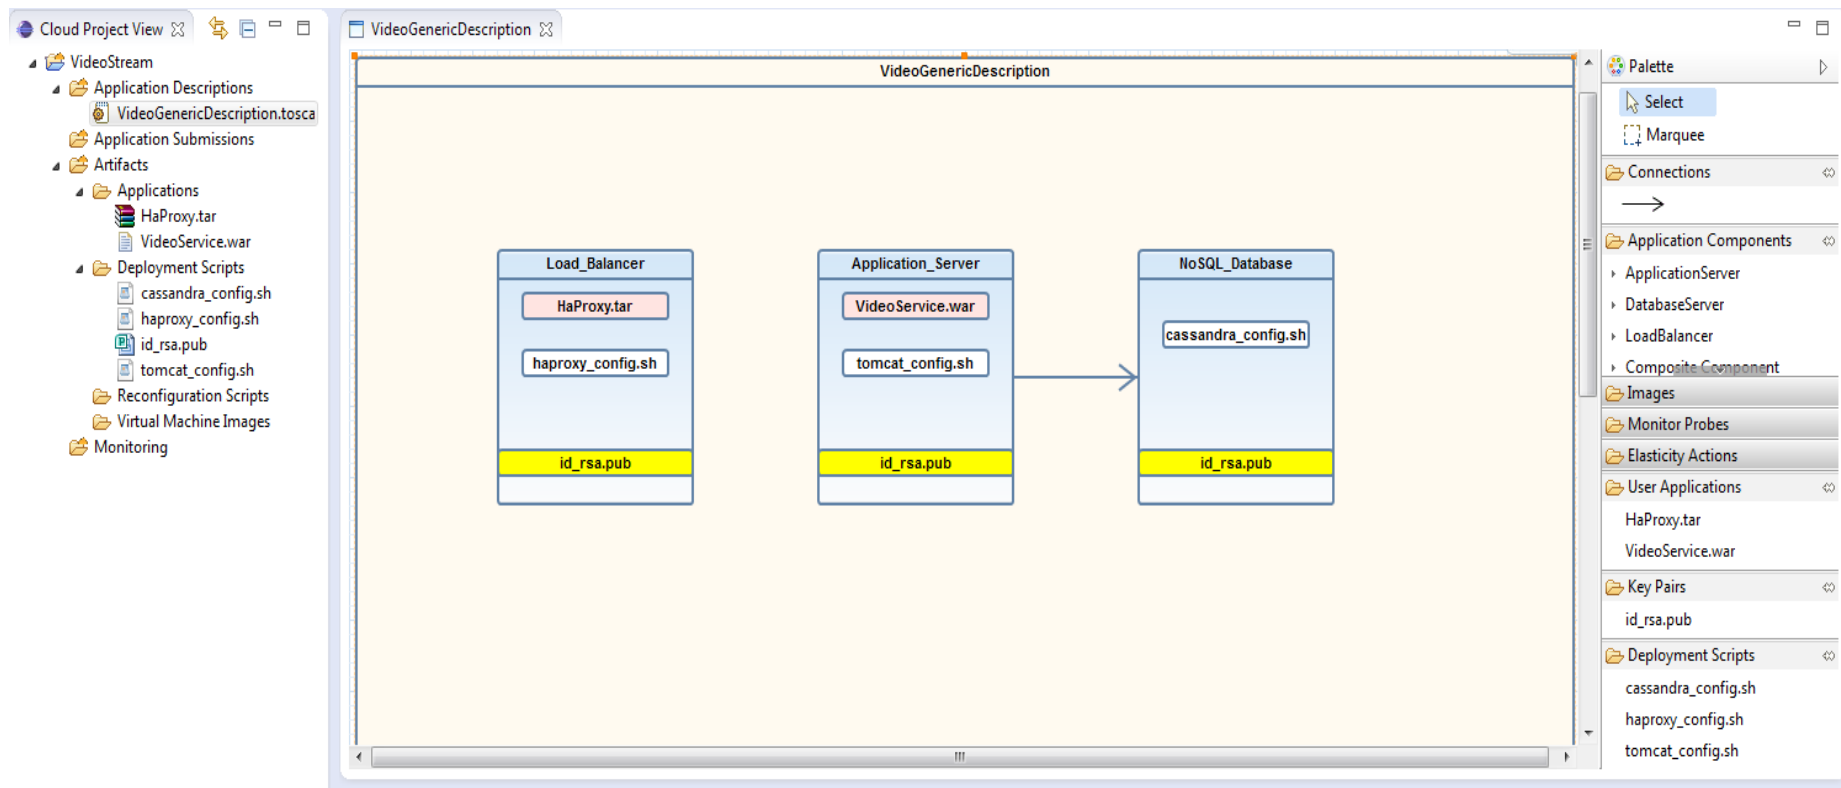 Cloud Project View
VideoStream
Application Descriptions
VideoGenericDescription.tosca
Application Submissions
Artifacts
Applications
HaProxy.tar
VideoService.war
Deployment Scripts
cassandra_config.sh
haproxy_config.sh
id_rsa.pub
tomcat_config.sh
Reconfiguration Scripts
Virtual Machine Images
Monitoring
VideoGenericDescription
VideoGenericDescription
Load_Balancer
HaProxy.tar
haproxy_config.sh
id_rsa.pub
Application_Server
VideoService.war
tomcat_config.sh
id_rsa.pub
NoSQL_Database
cassandra_config.sh
id_rsa.pub
Palette
Select
Marquee
Connections
Application Components
ApplicationServer
DatabaseServer
LoadBalancer
Composite Component
Images
Monitor Probes
Elasticity Actions
User Applications
HaProxy.tar
VideoService.war
Key Pairs
id_rsa.pub
Deployment Scripts
cassandra_config.sh
haproxy_config.sh
tomcat_config.sh